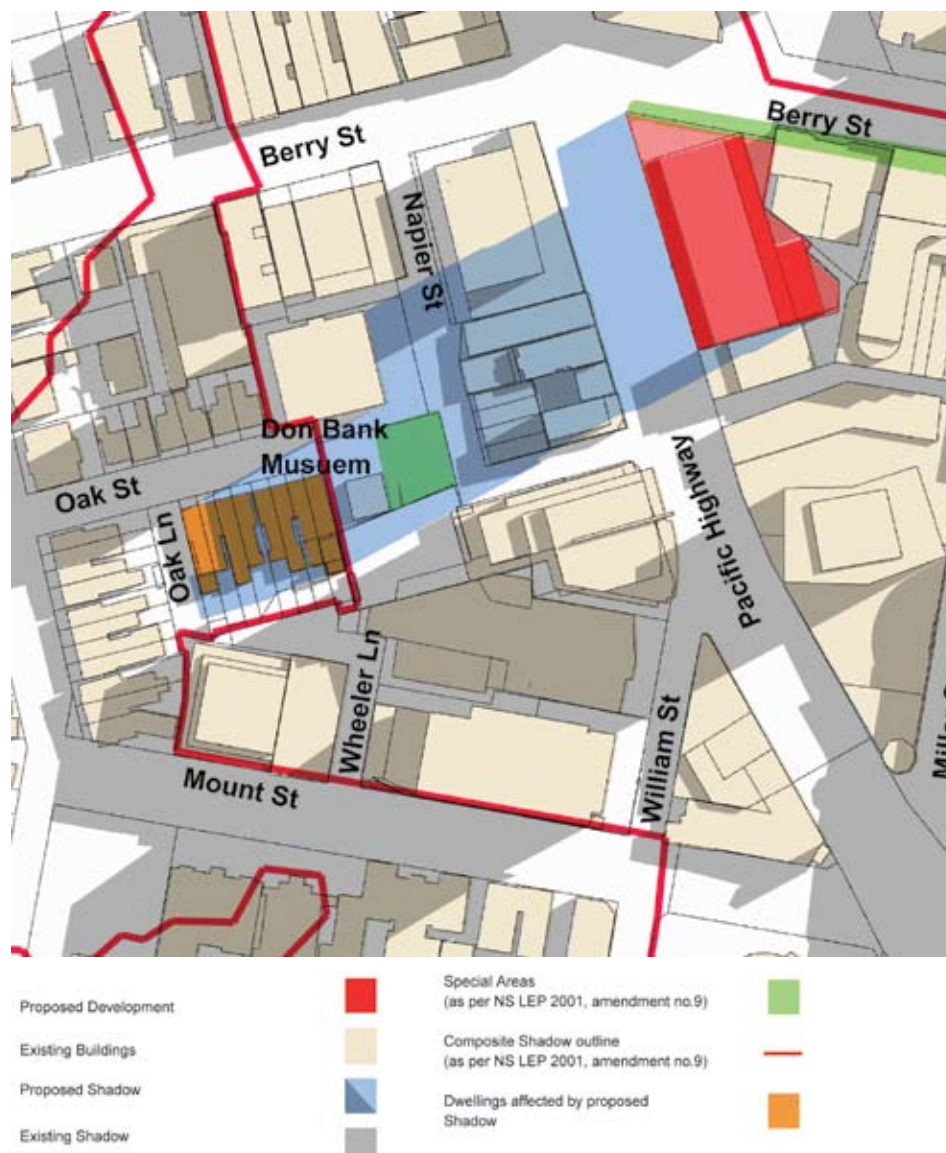 Berry St
Berry St
Napier St
Don Bank
Musuem
Oak St
Oak Ln
Pacific Highway
Wheeler Ln
William St
Mount St
Proposed Development
Existing Buildings
Proposed Shadow
Existing Shadow
Special Areas
(as per NS LEP 2001, amendment no.9)
Composite Shadow outline
(as per NS LEP 2001, amendment no.9)
Dwellings affected by proposed
Shadow